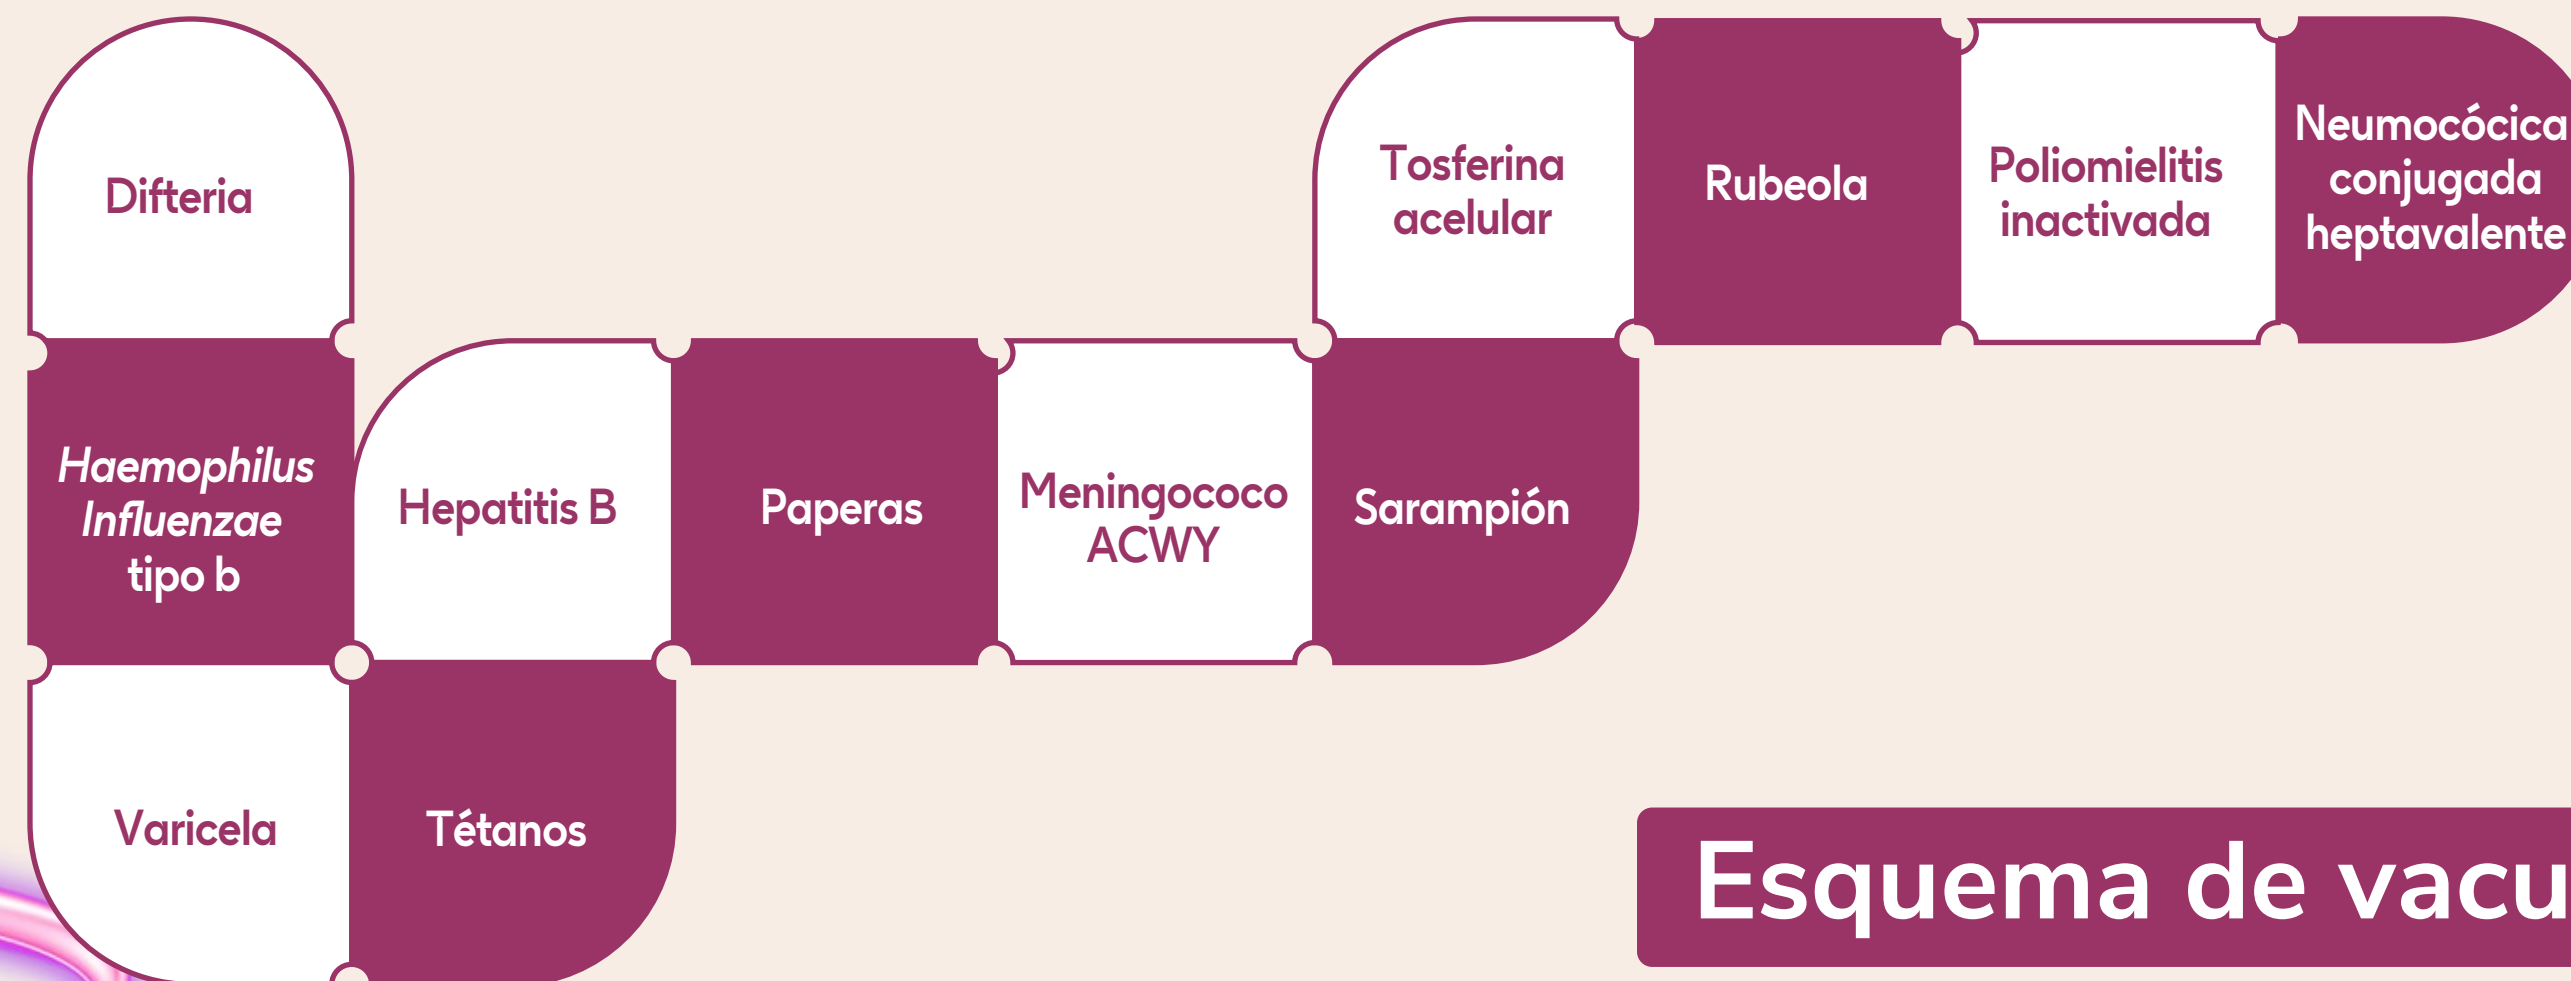 Difteria
Haemophilus
Influenzae
tipo b
Varicela
Tétanos
Hepatitis B
Paperas
Meningococo
ACWY
Sarampión
Tosferina
acelular
Rubeola
Poliomielitis
inactivada
Neumocócica
conjugada
heptavalente
Esquema de vacu